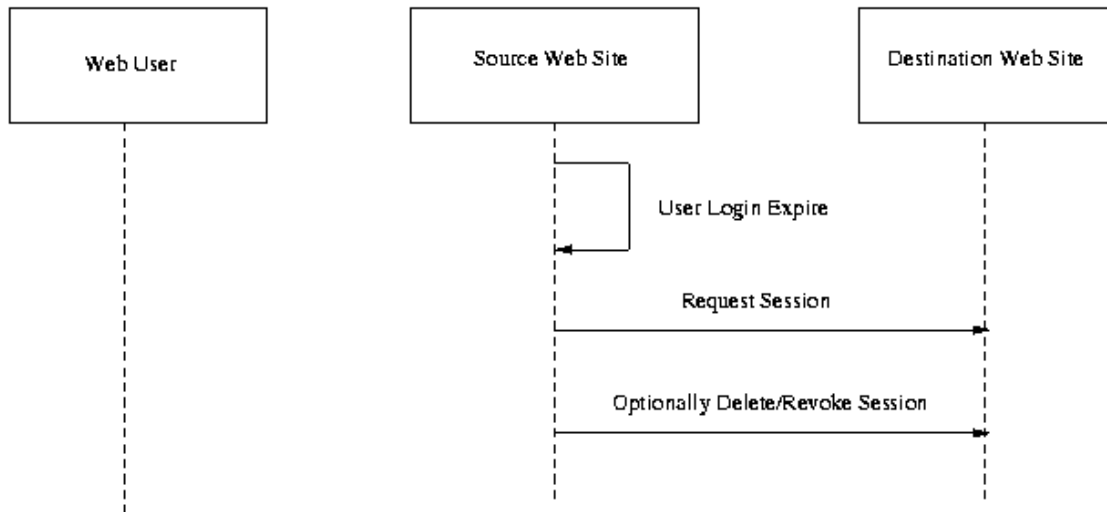 Web User
Source Web Site
Destination Web Site
User Login Expire
Request Session
Optionally Delete/Revoke Session